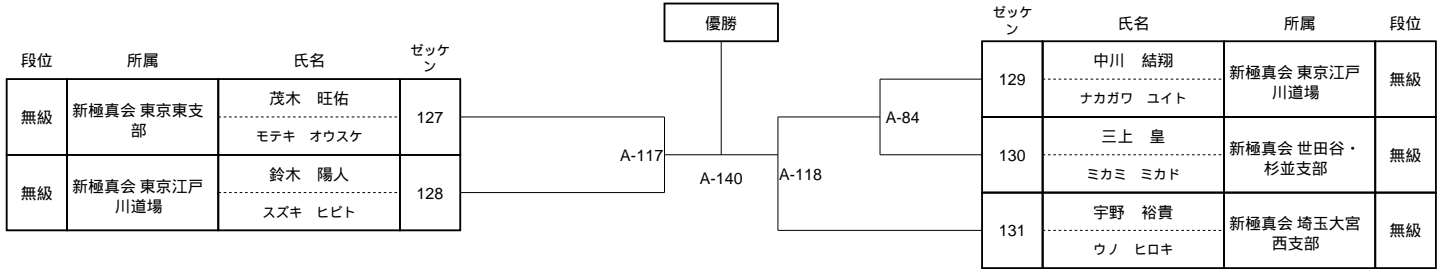 優勝
段位
所属
氏名
ゼッケ
ン
無級
新極真会 東京東支
部
茂木 旺佑
モテキ オウスケ
127
無級
新極真会 東京江戸
川道場
鈴木 陽人
スズキ ヒビト
128
A-117
A-140
A-118
A-84
ゼッケ
ン
氏名
所属
段位
129
中川 結翔
ナカガワ ユイト
新極真会 東京江戸
川道場
無級
130
三上 皇
ミカミ ミカド
新極真会 世田谷・
杉並支部
無級
131
宇野 裕貴
ウノ ヒロキ
新極真会 埼玉大宮
西支部
無級